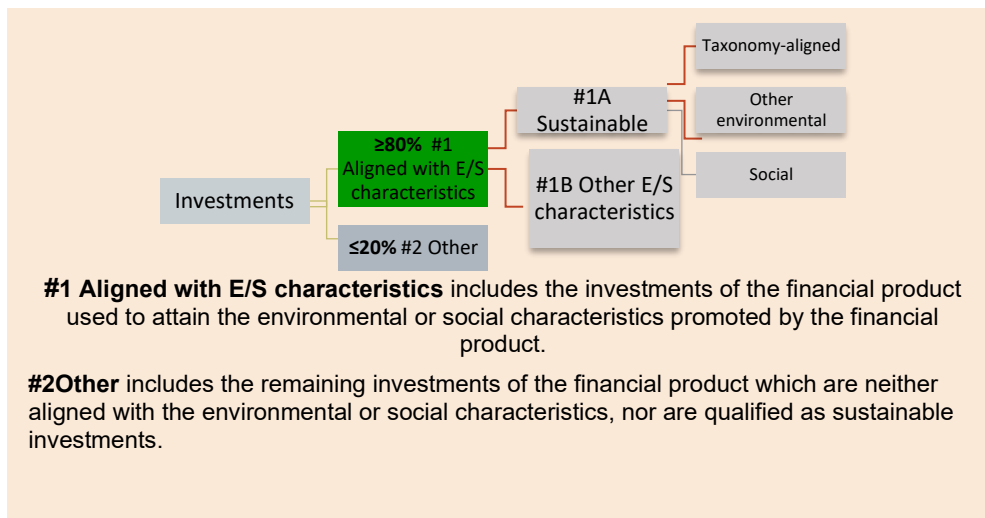 Investments
≥80% #1
Aligned with E/S
characteristics
≤20% #2 Other
#1A
Sustainable
#1B Other E/S
characteristics
Taxonomy-aligned
Other
environmental
Social
#1 Aligned with E/S characteristics includes the investments of the financial product
used to attain the environmental or social characteristics promoted by the financial
product.
#2Other includes the remaining investments of the financial product which are neither
aligned with the environmental or social characteristics, nor are qualified as sustainable
investments.